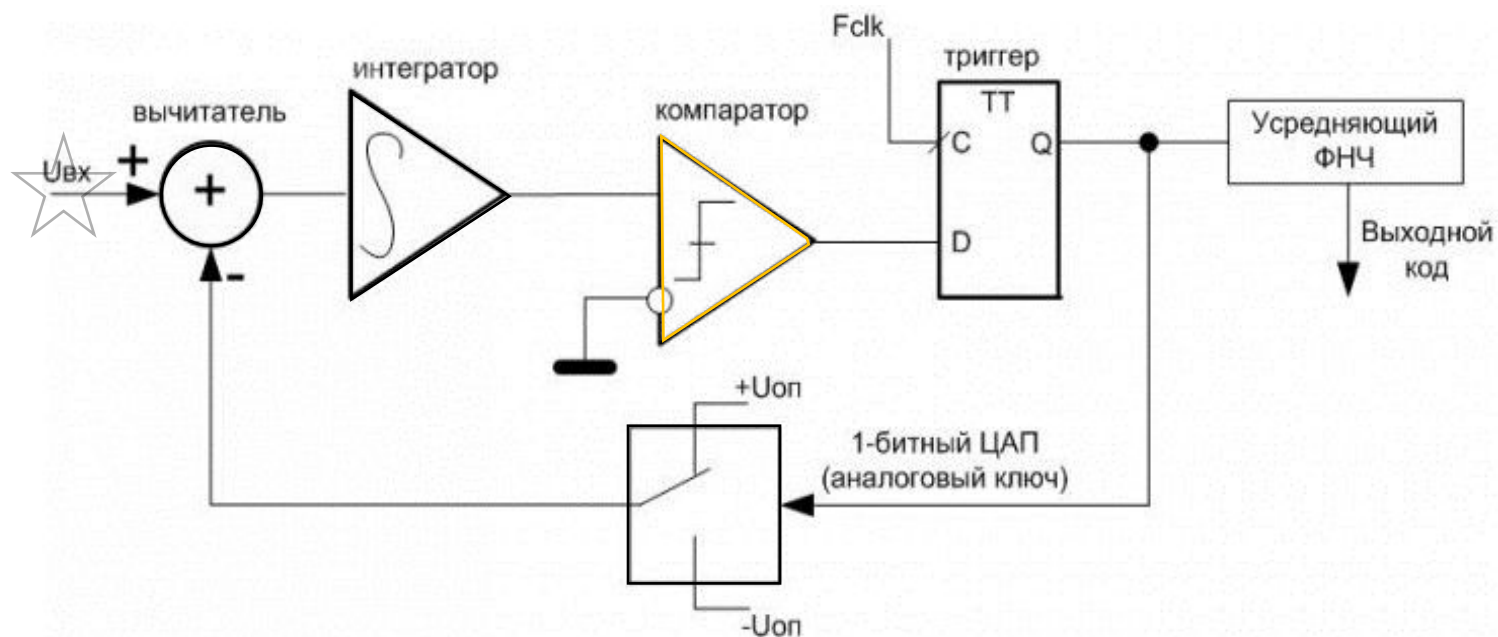 Fclk
интегратор
триггер
вычитатель
компаратор
TT
Uвх
+
+
C
Q
Усредняющий
ФНЧ
D
Выходной
код
-
+Uоп
1-битный ЦАП
(аналоговый ключ)
-Uоп